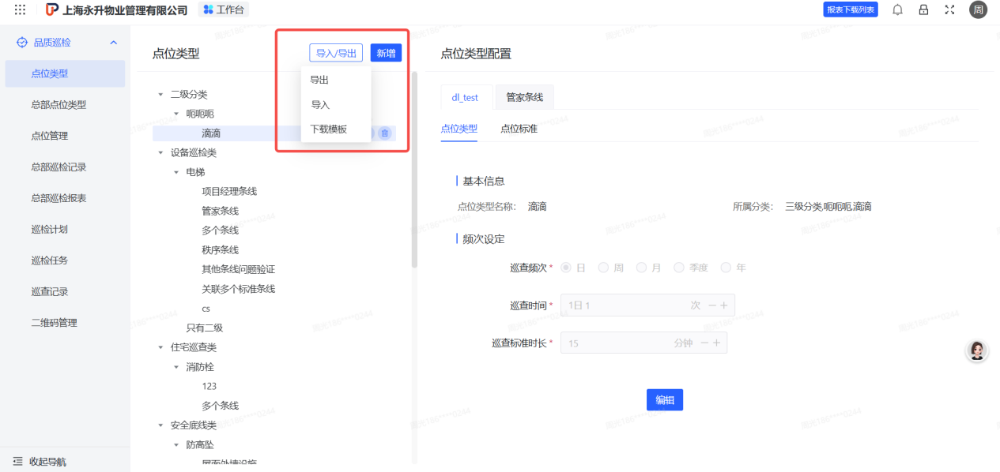 上海永升物业管理有限公司 工作台 报表下载列表 周
品质巡检
点位类型
总部点位类型
点位管理
总部巡检记录
总部巡检报表
巡检计划
巡检任务
巡查记录
二维码管理
收起导航
点位类型 导入/导出 新增
导出
导入
下载模板
二级分类
呃呃呃
滴滴
设备巡检类
电梯
项目经理条线
管家条线
多个条线
秩序条线
其他条线问题验证
关联多个标准条线
cs
只有二级
住宅巡查类
消防栓
123
多个条线
安全底线类
防高坠
屋面外墙设施
点位类型配置
dl_test 管家条线
点位类型 点位标准
基本信息
点位类型名称： 滴滴 所属分类： 三级分类,呃呃呃,滴滴
频次设定
巡查频次* 日 周 月 季度 年
巡查时间* 1日 1 次 − +
巡查标准时长* 15 分钟 − +
编辑